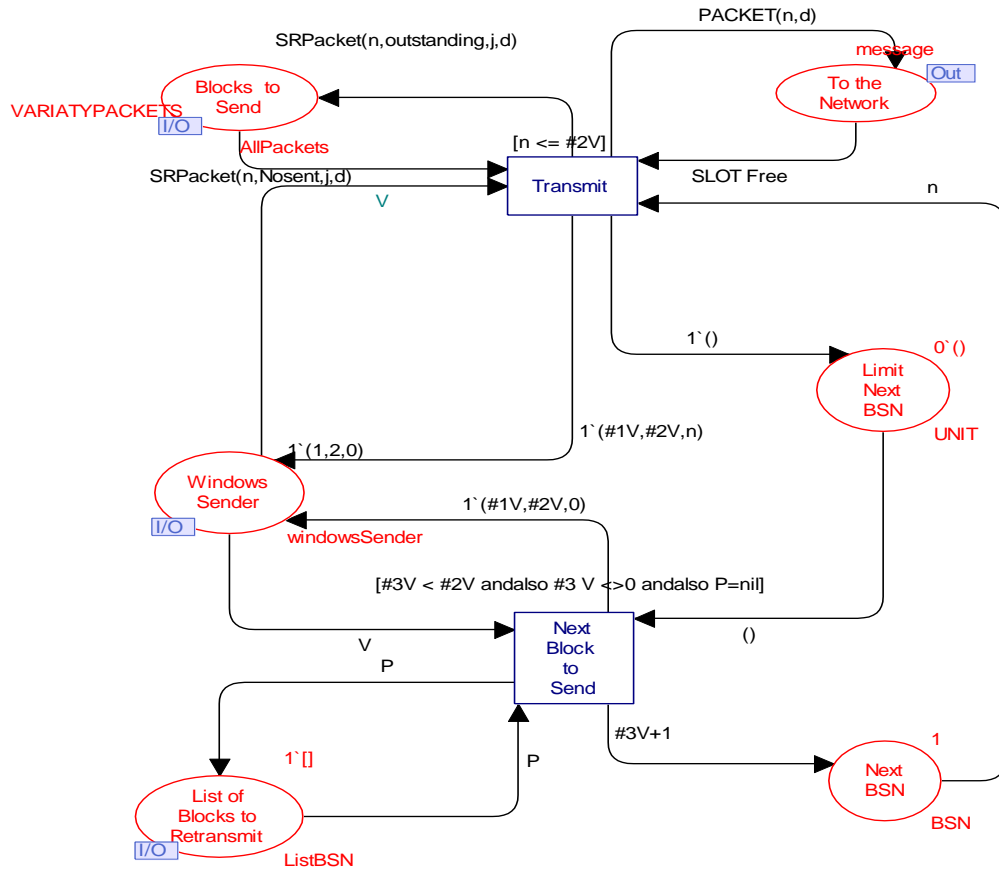 PACKET(n,d)
SRPacket(n,outstanding,j,d)
message
Blocks to
Send
Out
To the
Network
VARIATYPACKETS
I/O
AllPackets
[n <= #2V]
SRPacket(n,Nosent,j,d)
SLOT Free
Transmit
n
V
1`()
0`()
Limit
Next
BSN
UNIT
1`(#1V,#2V,n)
1`(1,2,0)
Windows
Sender
1`(#1V,#2V,0)
I/O
windowsSender
[#3V < #2V andalso #3 V <>0 andalso P=nil]
Next
Block
to
Send
()
V
P
#3V+1
1
1`[]
P
Next
BSN
List of
Blocks to
Retransmit
BSN
I/O
ListBSN